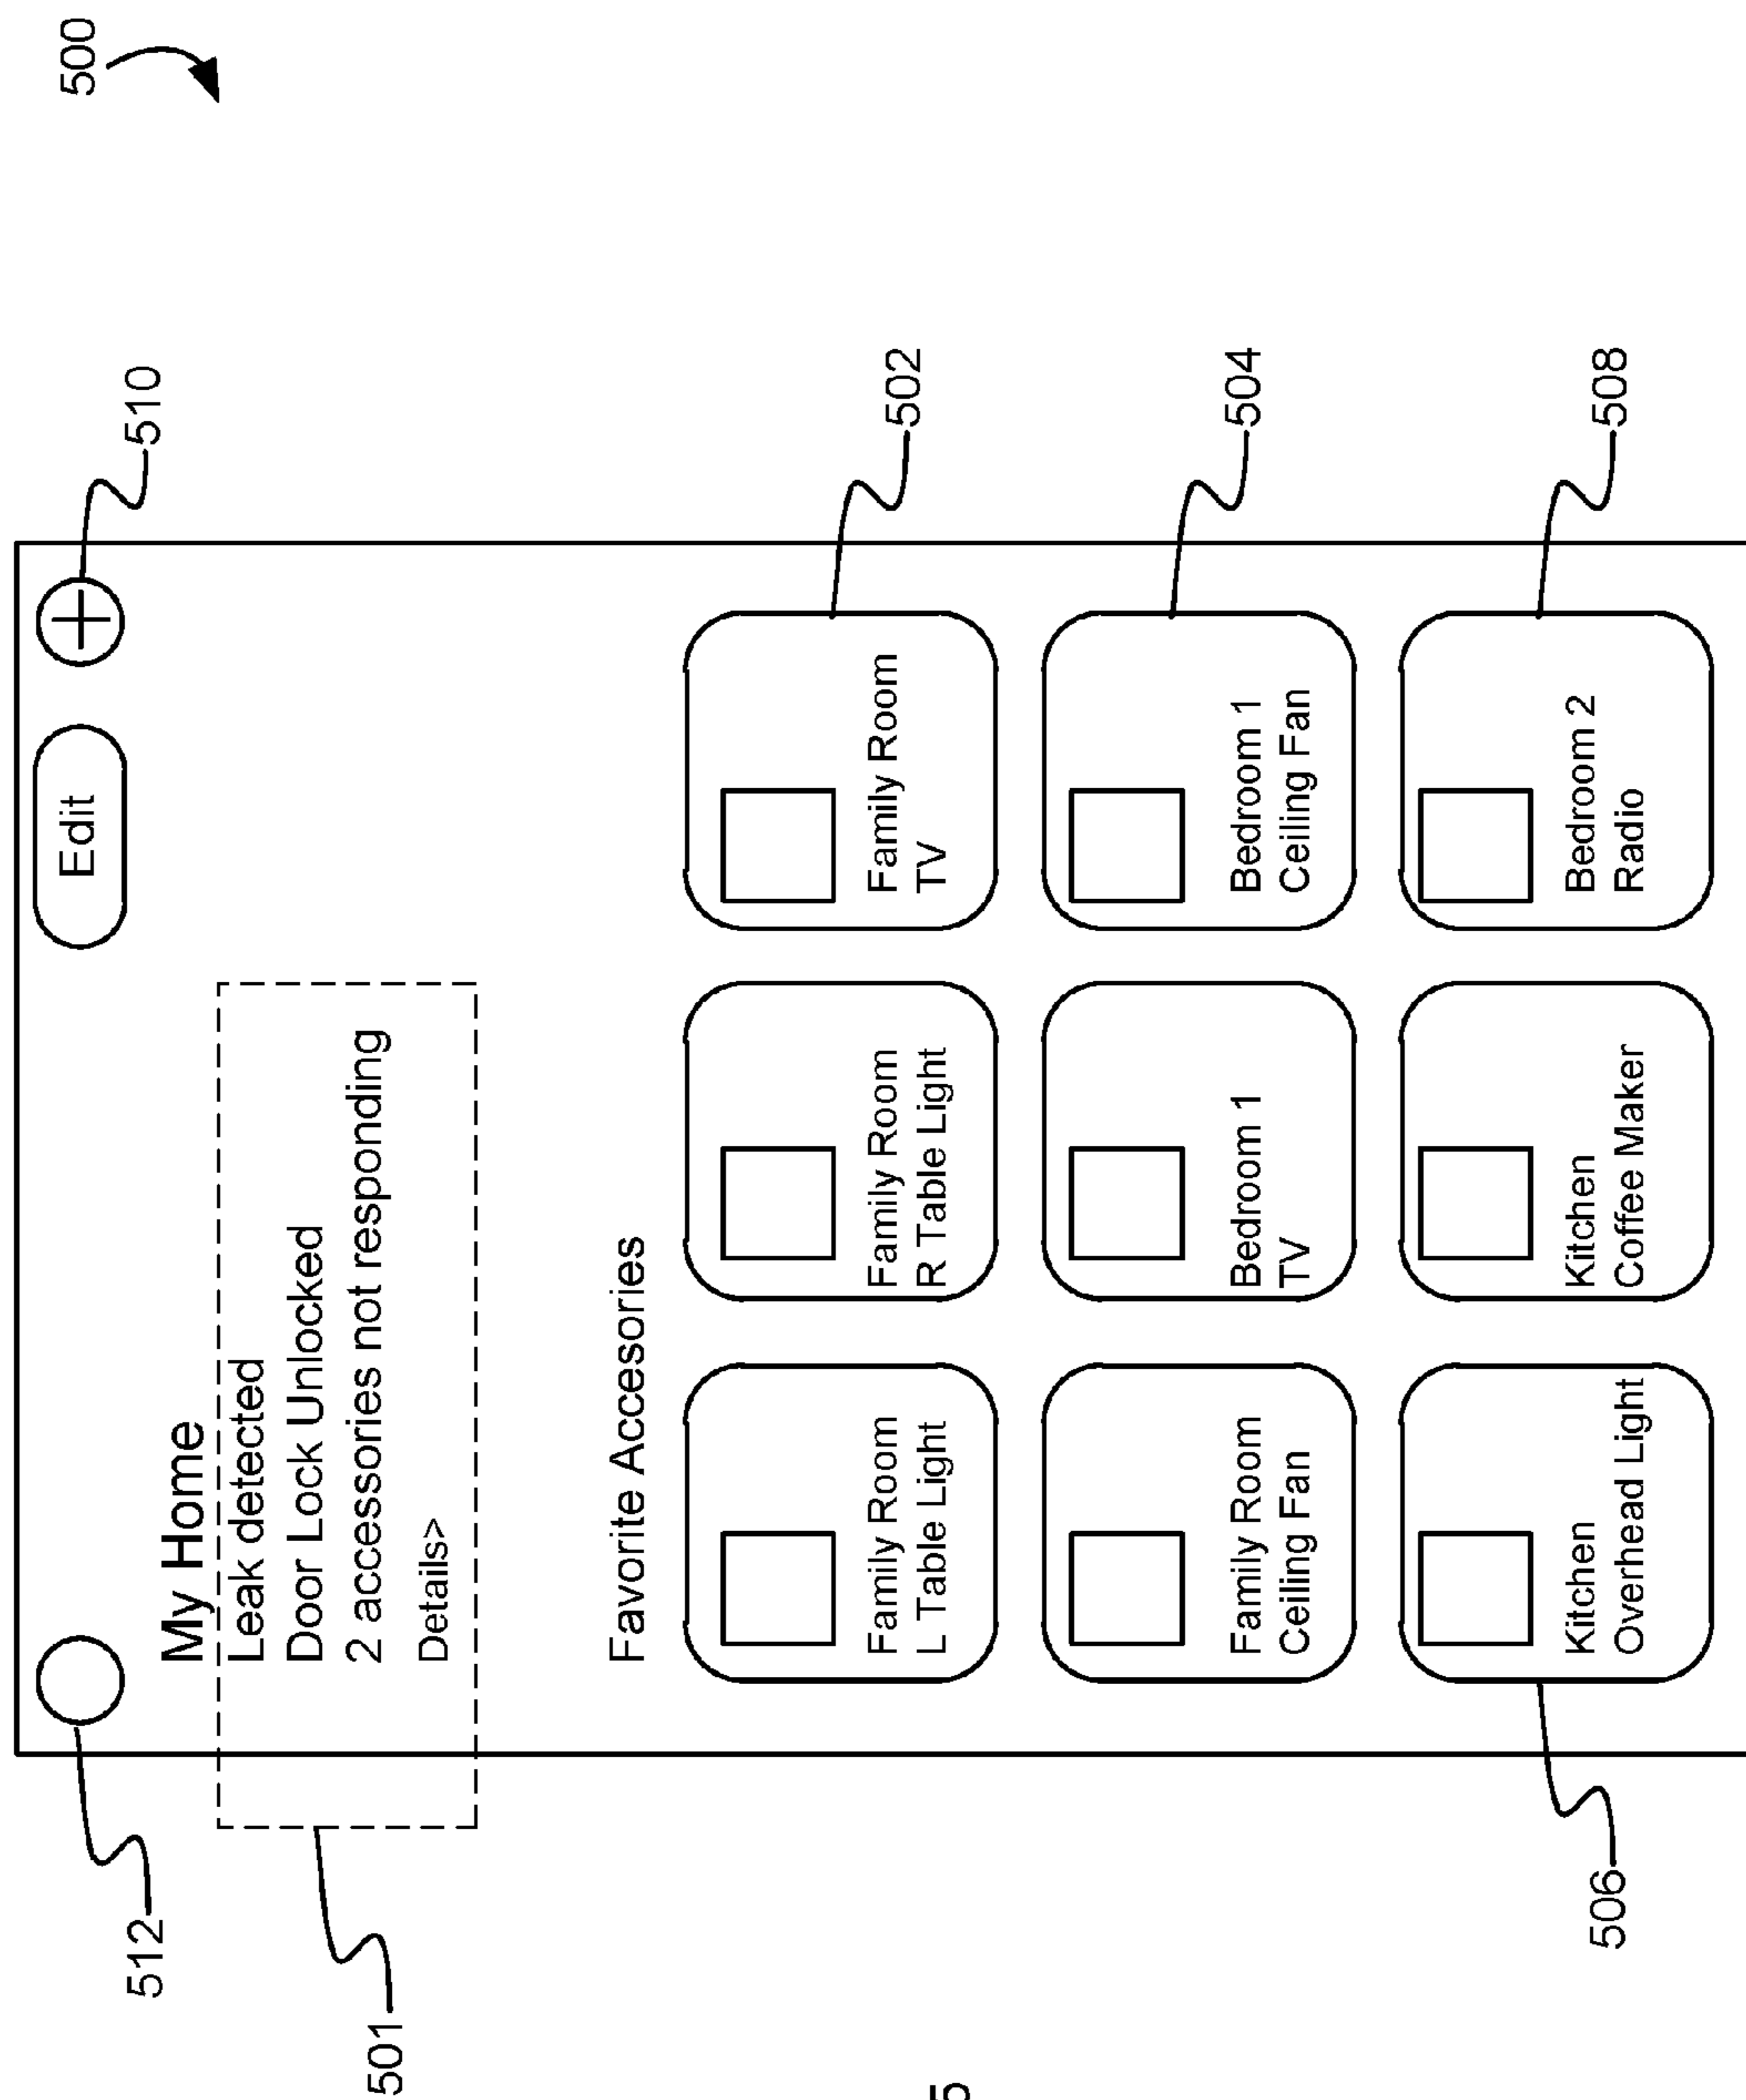 500
Edit
510
512
My Home
Leak detected
Door Lock Unlocked
2 accessories not responding
Details>
501
Favorite Accessories
Family Room
L Table Light
Family Room
R Table Light
Family Room
TV
502
Family Room
Ceiling Fan
Bedroom 1
TV
Bedroom 1
Ceiling Fan
504
Kitchen
Overhead Light
Kitchen
Coffee Maker
Bedroom 2
Radio
506
508
5